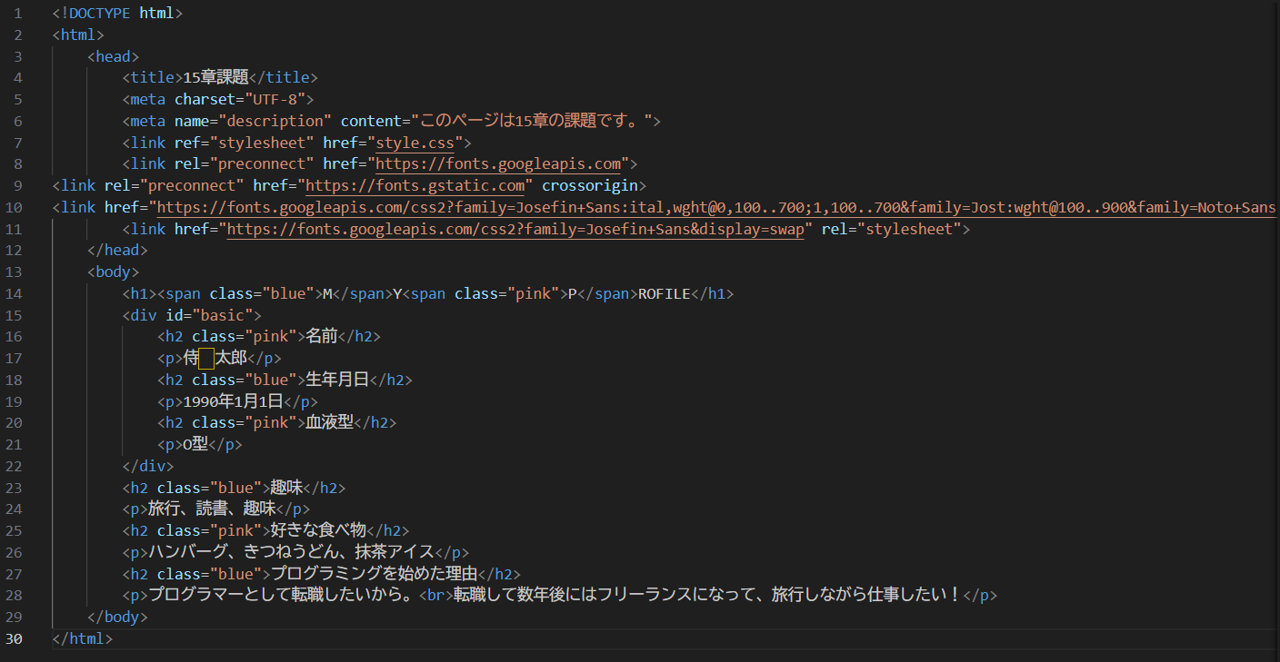 1 <!DOCTYPE html>
2 <html>
3 <head>
4 <title>15章課題</title>
5 <meta charset="UTF-8">
6 <meta name="description" content="このページは15章の課題です。">
7 <link ref="stylesheet" href="style.css">
8 <link rel="preconnect" href="https://fonts.googleapis.com">
9 <link rel="preconnect" href="https://fonts.gstatic.com" crossorigin>
10 <link href="https://fonts.googleapis.com/css2?family=Josefin+Sans:ital,wght@0,100..700;1,100..700&family=Jost:wght@100..900&family=Noto+Sans
11 <link href="https://fonts.googleapis.com/css2?family=Josefin+Sans&display=swap" rel="stylesheet">
12 </head>
13 <body>
14 <h1><span class="blue">M</span>Y<span class="pink">P</span>ROFILE</h1>
15 <div id="basic">
16 <h2 class="pink">名前</h2>
17 <p>侍　太郎</p>
18 <h2 class="blue">生年月日</h2>
19 <p>1990年1月1日</p>
20 <h2 class="pink">血液型</h2>
21 <p>O型</p>
22 </div>
23 <h2 class="blue">趣味</h2>
24 <p>旅行、読書、趣味</p>
25 <h2 class="pink">好きな食べ物</h2>
26 <p>ハンバーグ、きつねうどん、抹茶アイス</p>
27 <h2 class="blue">プログラミングを始めた理由</h2>
28 <p>プログラマーとして転職したいから。<br>転職して数年後にはフリーランスになって、旅行しながら仕事したい！</p>
29 </body>
30 </html>